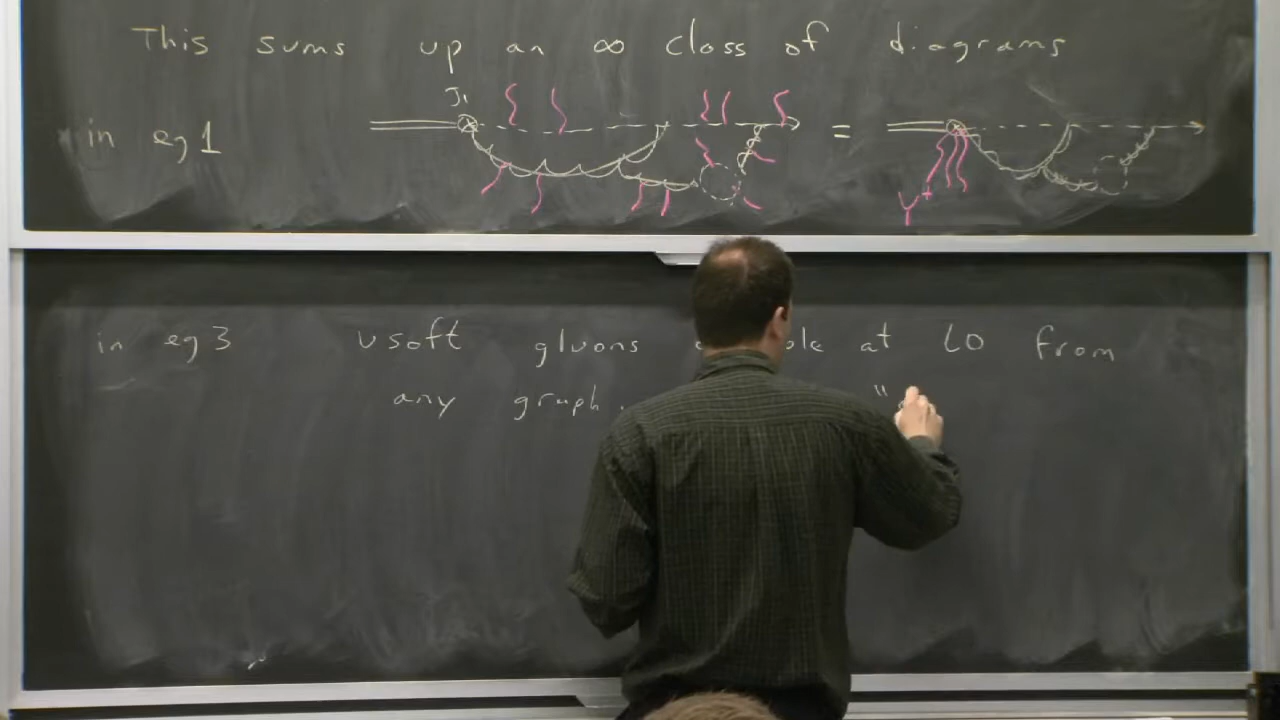 This sums up an ∞ class of diagrams
J₁
in eg 1
=
Y†
in eg 3 usoft gluons at LO from
any graph. "